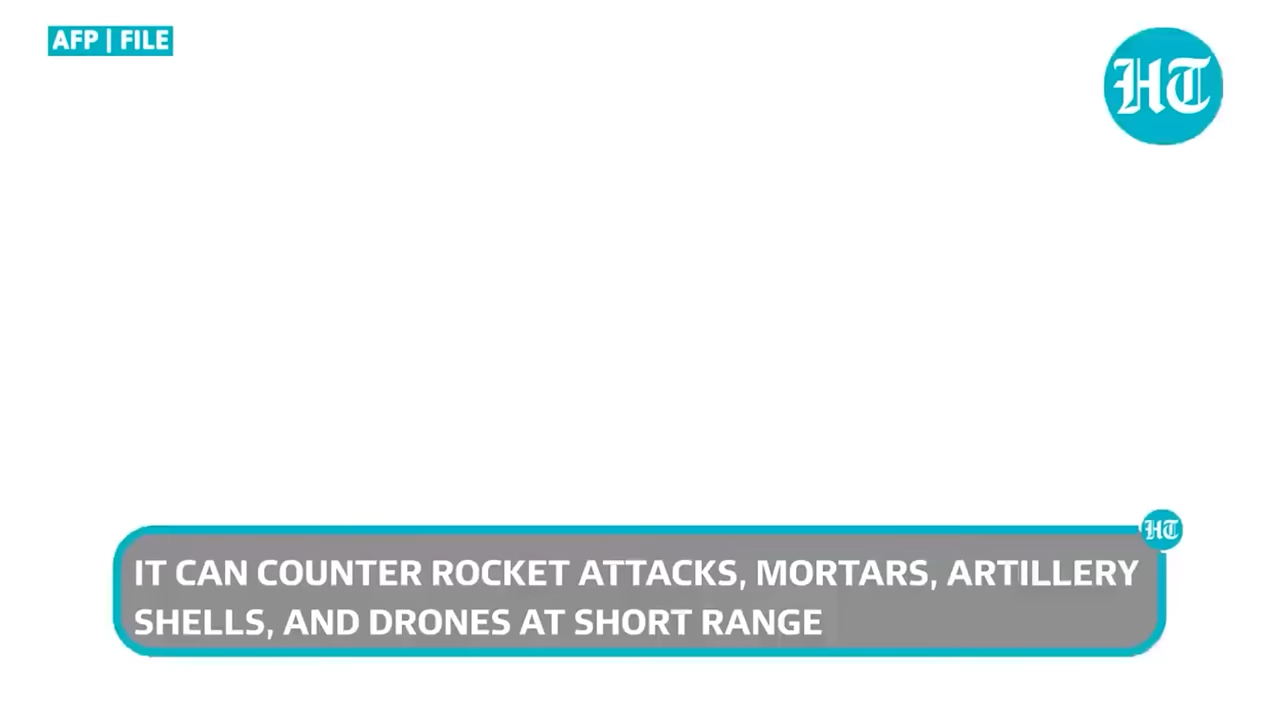 AFP | FILE
HT
HT
IT CAN COUNTER ROCKET ATTACKS, MORTARS, ARTILLERY
SHELLS, AND DRONES AT SHORT RANGE